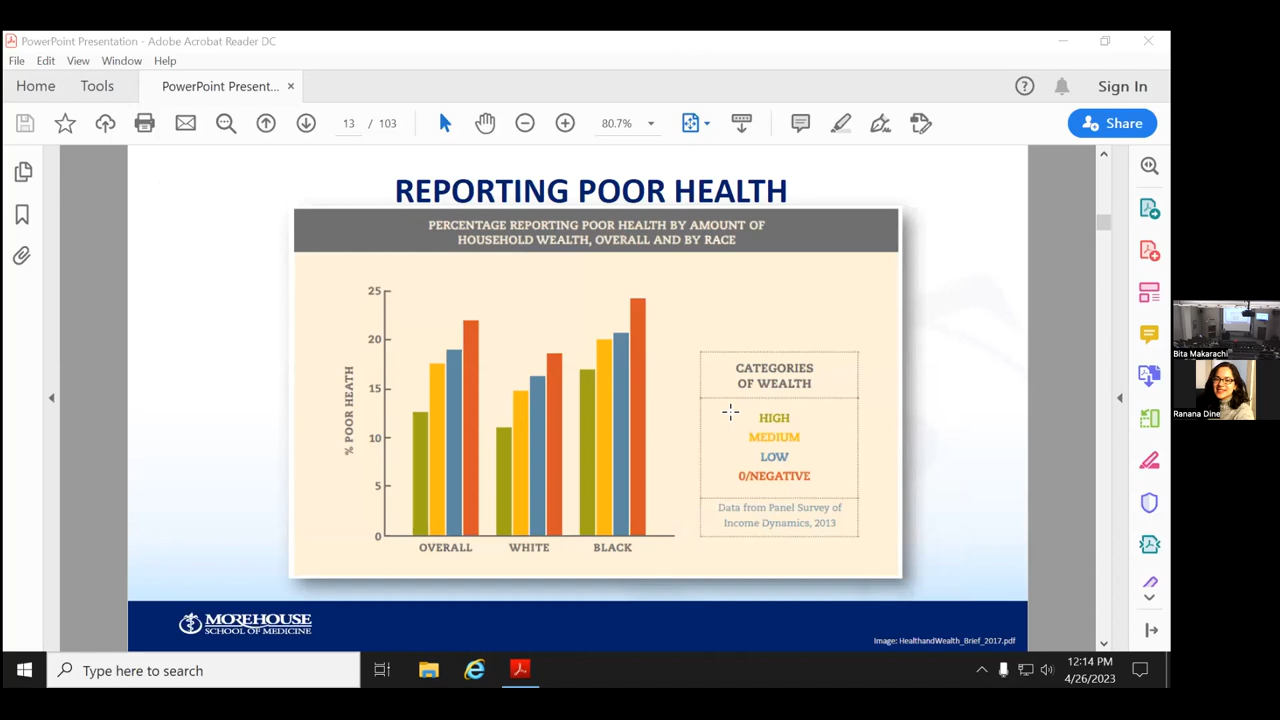 PowerPoint Presentation - Adobe Acrobat Reader DC
File Edit View Window Help
Home Tools PowerPoint Present... × Sign In
13 / 103 80.7% Share
REPORTING POOR HEALTH
PERCENTAGE REPORTING POOR HEALTH BY AMOUNT OF
HOUSEHOLD WEALTH, OVERALL AND BY RACE
% POOR HEATH
25
20
15
10
5
0
OVERALL WHITE BLACK
CATEGORIES
OF WEALTH
HIGH
MEDIUM
LOW
0/NEGATIVE
Data from Panel Survey of
Income Dynamics, 2013
MOREHOUSE
SCHOOL OF MEDICINE
Image: HealthandWealth_Brief_2017.pdf
Bita Makarachi
Ranana Dine
Type here to search
12:14 PM
4/26/2023